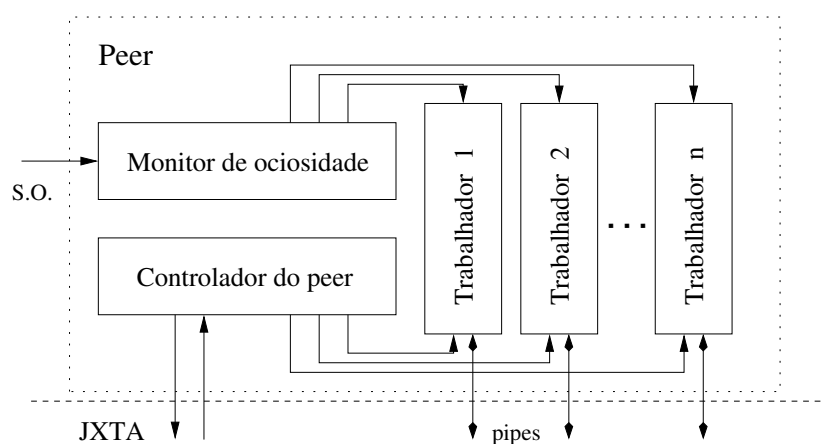 Peer
Monitor de ociosidade
S.O.
Controlador do peer
Trabalhador 1
Trabalhador 2
. . .
Trabalhador n
JXTA
pipes